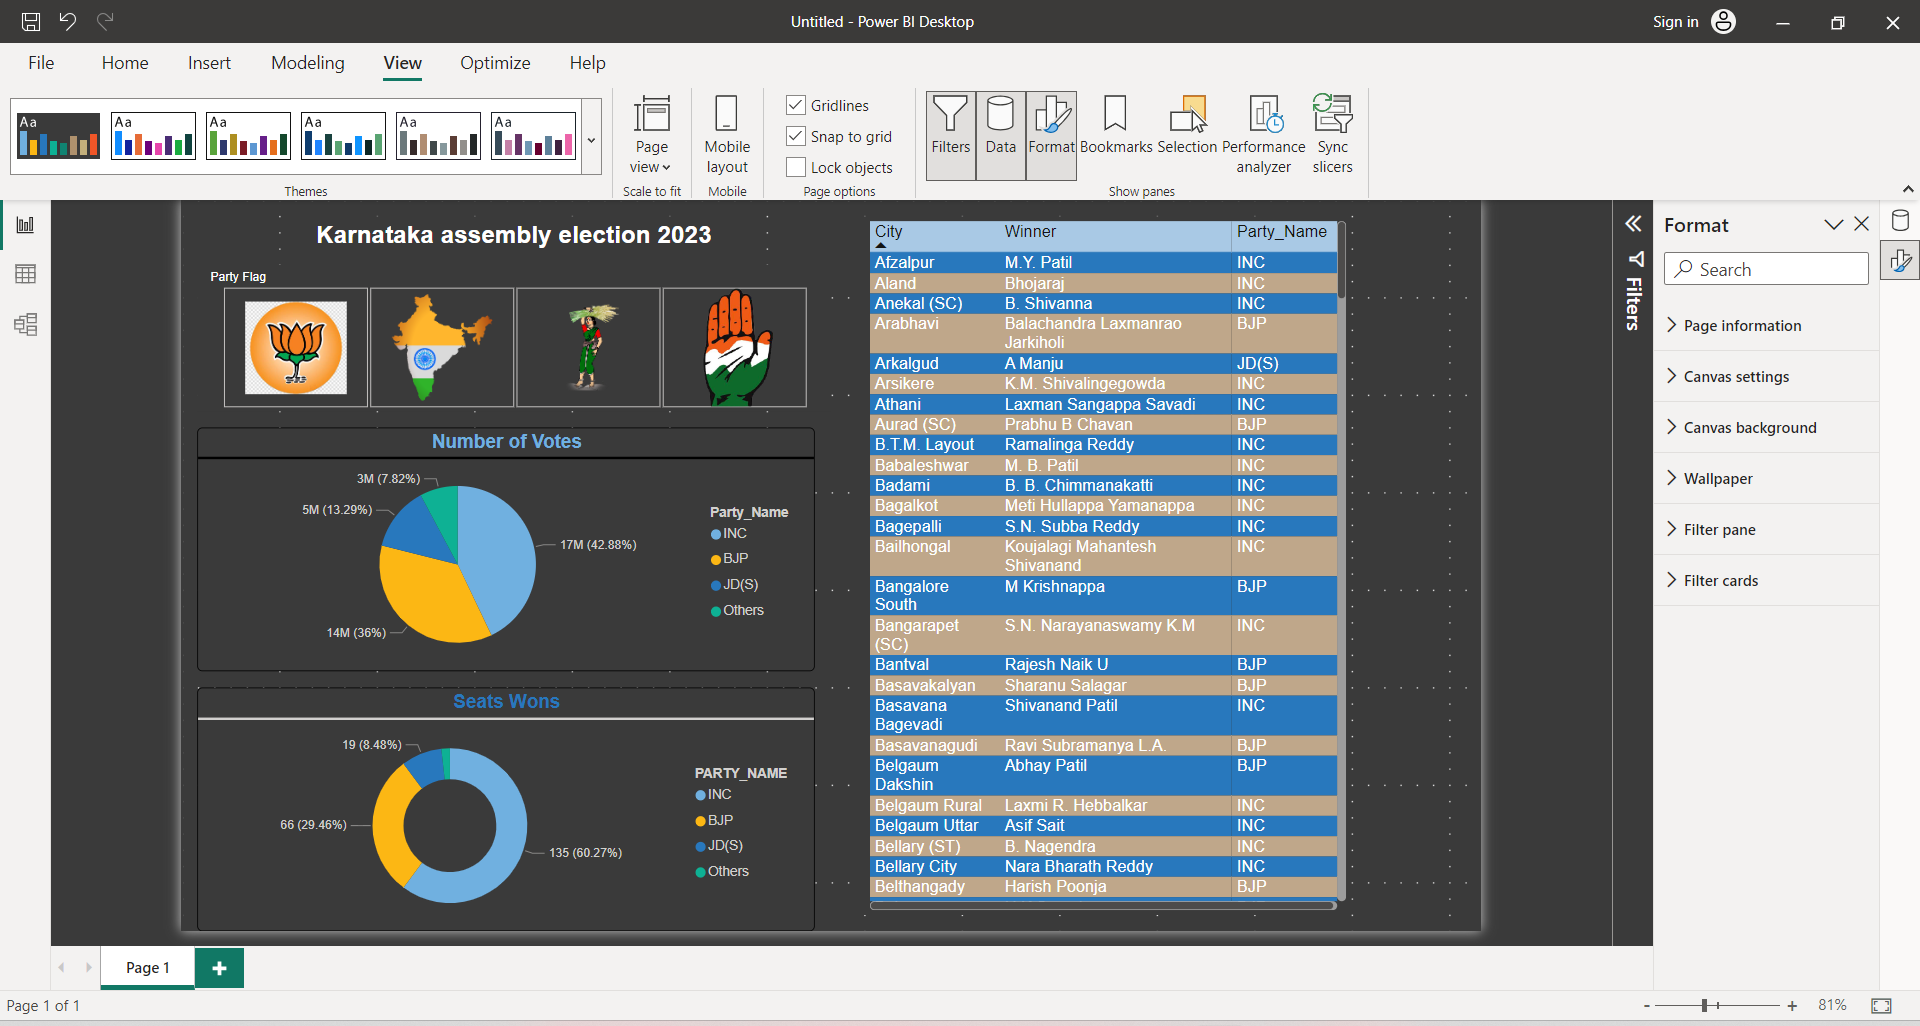 Untitled - Power BI Desktop
Sign in
File Home Insert Modeling View Optimize Help
Aa Aa Aa Aa Aa Aa
Themes
Page view
Scale to fit
Mobile layout
Mobile
Gridlines
Snap to grid
Lock objects
Page options
Filters Data Format Bookmarks Selection Performance analyzer Sync slicers
Show panes
Karnataka assembly election 2023
Party Flag
Number of Votes
3M (7.82%)
5M (13.29%)
17M (42.88%)
14M (36%)
Party_Name
INC
BJP
JD(S)
Others
Seats Wons
19 (8.48%)
66 (29.46%)
135 (60.27%)
PARTY_NAME
INC
BJP
JD(S)
Others
City Winner Party_Name
Afzalpur M.Y. Patil INC
Aland Bhojaraj INC
Anekal (SC) B. Shivanna INC
Arabhavi Balachandra Laxmanrao BJP
Jarkiholi
Arkalgud A Manju JD(S)
Arsikere K.M. Shivalingegowda INC
Athani Laxman Sangappa Savadi INC
Aurad (SC) Prabhu B Chavan BJP
B.T.M. Layout Ramalinga Reddy INC
Babaleshwar M. B. Patil INC
Badami B. B. Chimmanakatti INC
Bagalkot Meti Hullappa Yamanappa INC
Bagepalli S.N. Subba Reddy INC
Bailhongal Koujalagi Mahantesh INC
Shivanand
Bangalore M Krishnappa BJP
South
Bangarapet S.N. Narayanaswamy K.M INC
(SC)
Bantval Rajesh Naik U BJP
Basavakalyan Sharanu Salagar BJP
Basavana Shivanand Patil INC
Bagevadi
Basavanagudi Ravi Subramanya L.A. BJP
Belgaum Abhay Patil BJP
Dakshin
Belgaum Rural Laxmi R. Hebbalkar INC
Belgaum Uttar Asif Sait INC
Bellary (ST) B. Nagendra INC
Bellary City Nara Bharath Reddy INC
Belthangady Harish Poonja BJP
Filters
Format
Search
Page information
Canvas settings
Canvas background
Wallpaper
Filter pane
Filter cards
Page 1
Page 1 of 1
- + 81%